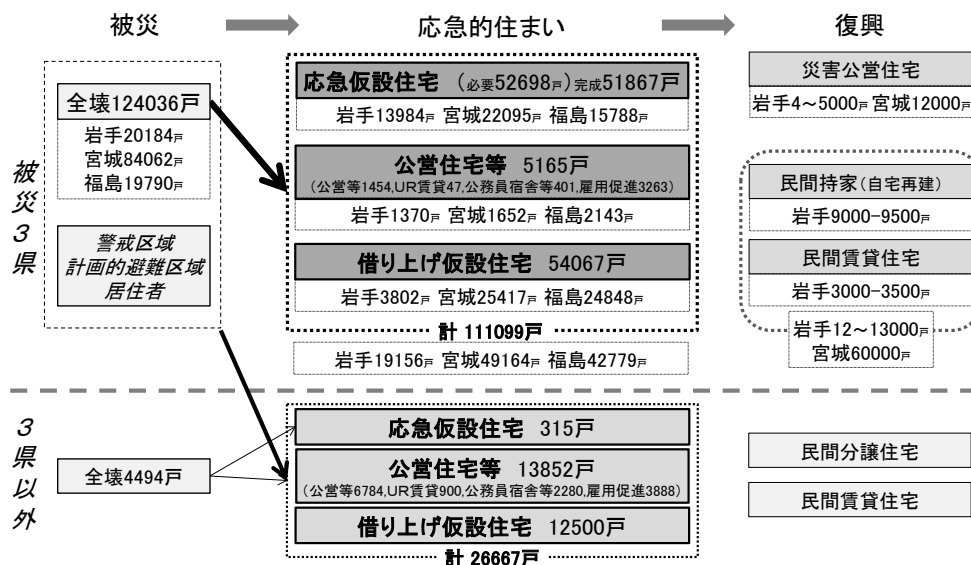 被災
応急的住まい
復興
被災3県
全壊124036戸
岩手20184戸
宮城84062戸
福島19790戸
警戒区域
計画的避難区域
居住者
応急仮設住宅 (必要52698戸)完成51867戸
岩手13984戸 宮城22095戸 福島15788戸
公営住宅等 5165戸
(公営等1454,UR賃貸47,公務員宿舎等401,雇用促進3263)
岩手1370戸 宮城1652戸 福島2143戸
借り上げ仮設住宅 54067戸
岩手3802戸 宮城25417戸 福島24848戸
計 111099戸
岩手19156戸 宮城49164戸 福島42779戸
災害公営住宅
岩手4~5000戸 宮城12000戸
民間持家(自宅再建)
岩手9000-9500戸
民間賃貸住宅
岩手3000-3500戸
岩手12~13000戸
宮城60000戸
3県以外
全壊4494戸
応急仮設住宅 315戸
公営住宅等 13852戸
(公営等6784,UR賃貸900,公務員宿舎等2280,雇用促進3888)
借り上げ仮設住宅 12500戸
計 26667戸
民間分譲住宅
民間賃貸住宅